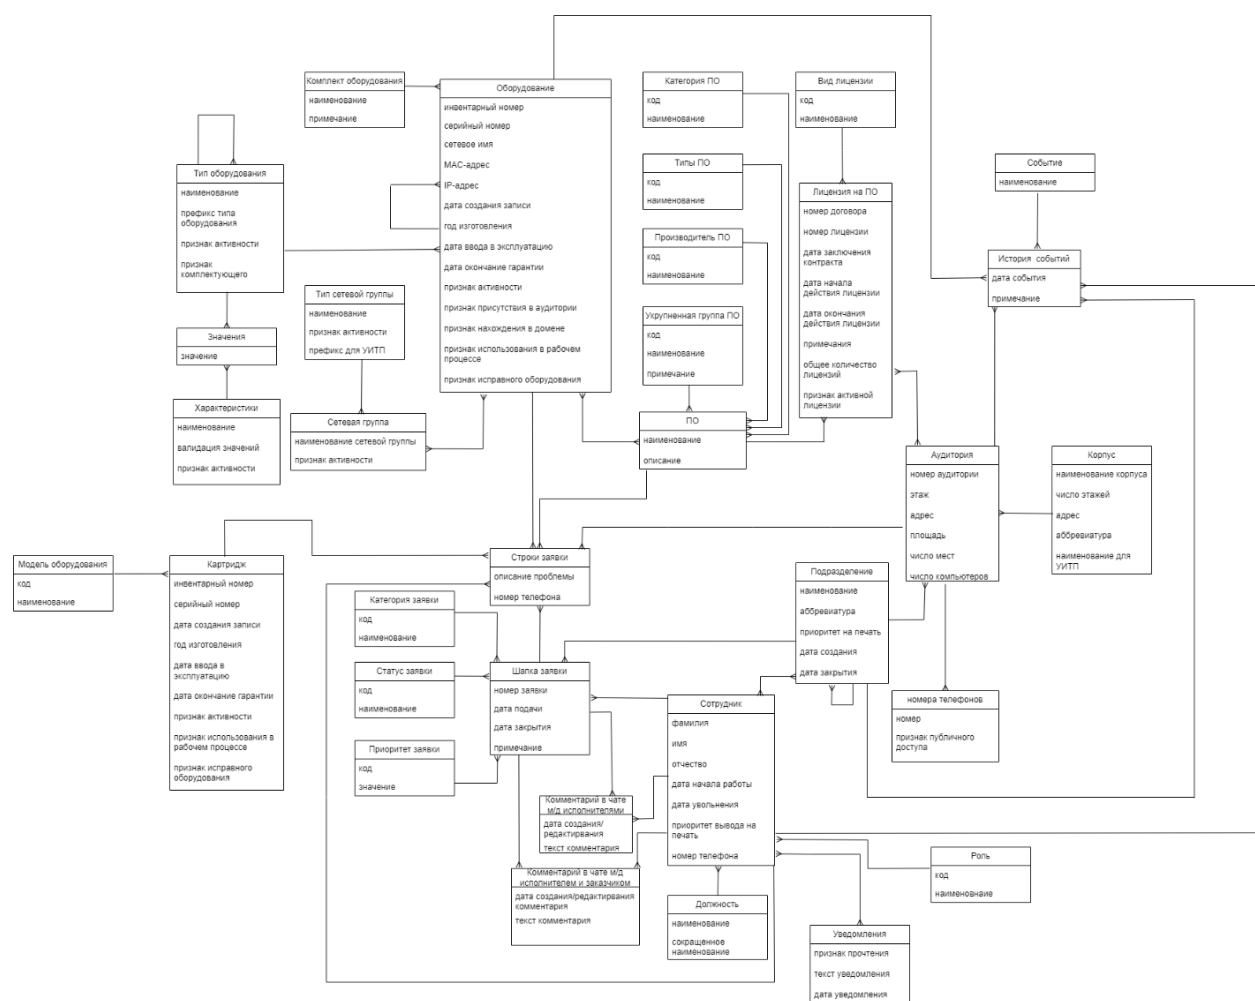 Комплект оборудования
наименование
примечание
Оборудование
инвентарный номер
серийный номер
сетевое имя
MAC-адрес
IP-адрес
дата создания записи
год изготовления
дата ввода в эксплуатацию
дата окончание гарантии
признак активности
признак присутствия в аудитории
признак нахождения в домене
признак использования в рабочем
процессе
признак исправного оборудования
Категория ПО
код
наименование
Вид лицензии
код
наименование
Типы ПО
код
наименование
Тип оборудования
наименование
префикс типа
оборудования
признак активности
признак
комплектующего
Лицензия на ПО
номер договора
номер лицензии
дата заключения
контракта
дата начала
действия лицензии
дата окончания
действия лицензии
примечания
общее количество
лицензий
признак активной
лицензии
Событие
наименование
История событий
дата события
примечание
Производитель ПО
код
наименование
Тип сетевой группы
наименование
признак активности
префикс для УИТП
Укрупненная группа ПО
код
наименование
примечание
Значения
значение
Характеристики
наименование
валидация значений
признак активности
Сетевая группа
наименование сетевой группы
признак активности
ПО
наименование
описание
Аудитория
номер аудитории
этаж
адрес
площадь
число мест
число компьютеров
Корпус
наименование корпуса
число этажей
адрес
аббревиатура
наименование для
УИТП
Модель оборудования
код
наименование
Картридж
инвентарный номер
серийный номер
дата создания записи
год изготовления
дата ввода в
эксплуатацию
дата окончание гарантии
признак активности
признак использования в
рабочем процессе
признак исправного
оборудования
Строки заявки
описание проблемы
номер телефона
Подразделение
наименование
аббревиатура
приоритет на печать
дата создания
дата закрытия
Категория заявки
код
наименование
Статус заявки
код
наименование
Шапка заявки
номер заявки
дата подачи
дата закрытия
примечание
Приоритет заявки
код
значение
Сотрудник
фамилия
имя
отчество
дата начала работы
дата увольнения
приоритет вывода на
печать
номер телефона
номера телефонов
номер
признак публичного
доступа
Комментарий в чате
м/д исполнителями
дата создания/
редактирвания
текст комментария
Комментарий в чате м/д
исполнителем и заказчиком
дата создания/редактирвания
комментария
текст комментария
Роль
код
наименовнаие
Должность
наименование
сокращенное
наименование
Уведомления
признак прочтения
текст уведомления
дата уведомления